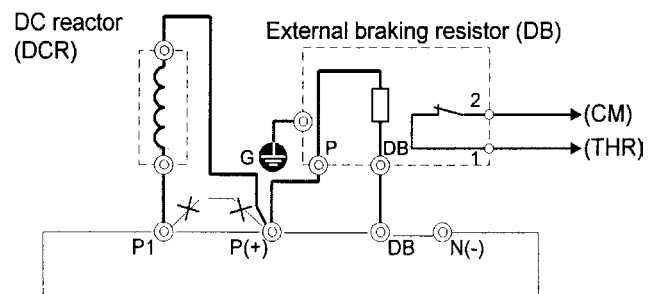 DC reactor
(DCR)
External braking resistor (DB)
2
(CM)
G
P
DB
1
(THR)
P1
P(+)
DB
N(-)